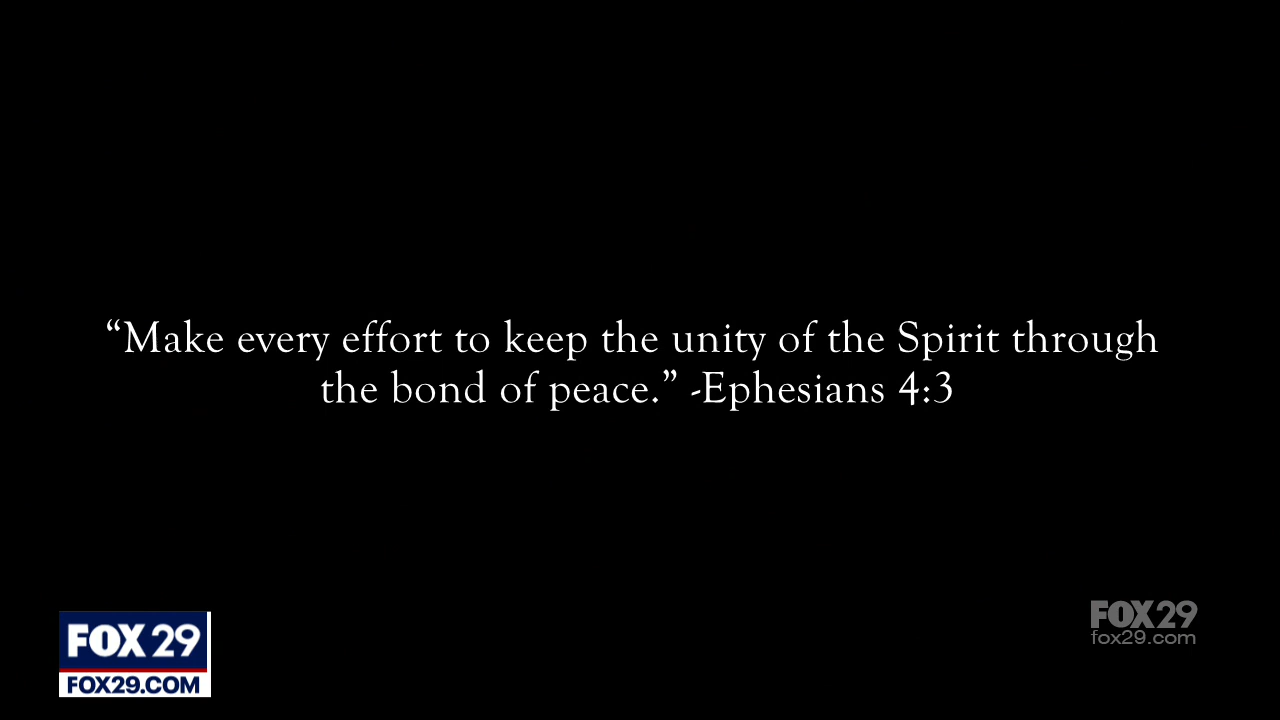 “Make every effort to keep the unity of the Spirit through
the bond of peace.” -Ephesians 4:3
FOX 29
FOX29.COM
FOX29
fox29.com